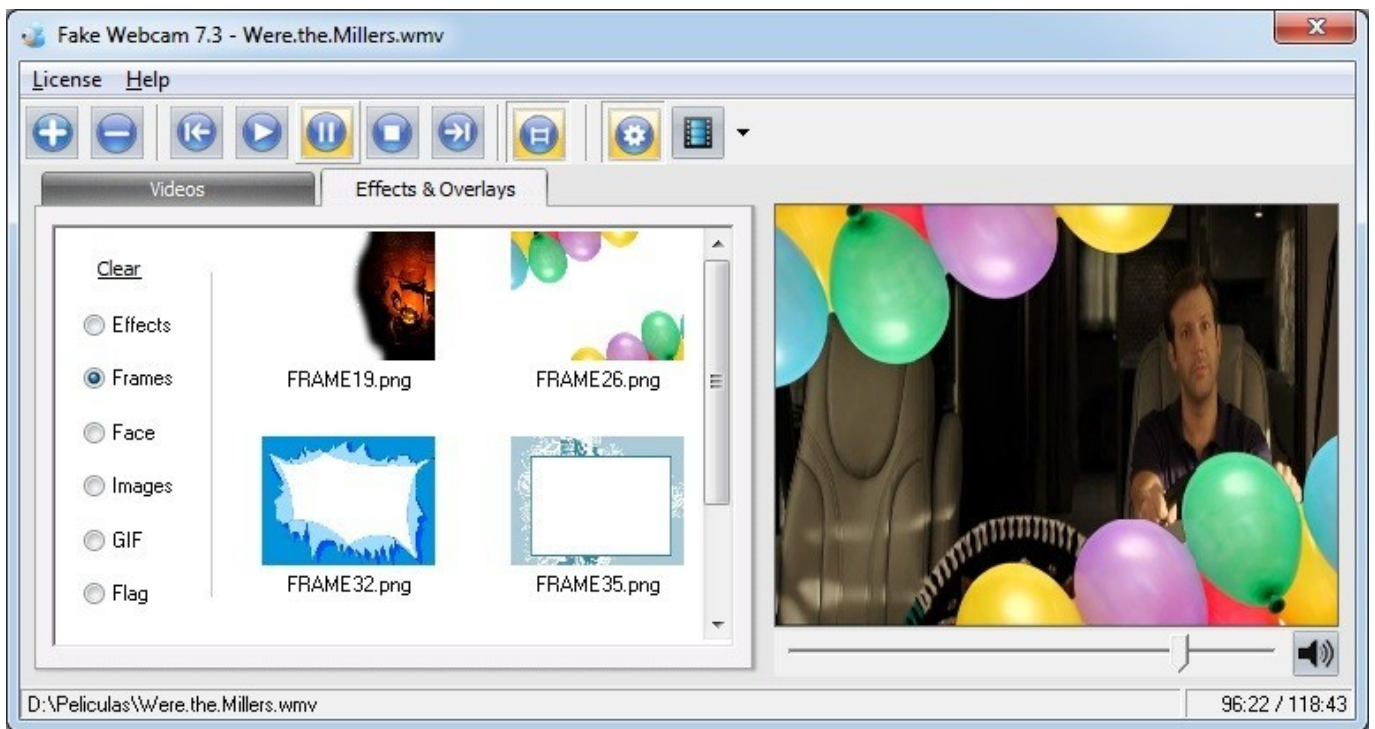 Fake Webcam 7.3 - Were.the.Millers.wmv
License Help
Videos Effects & Overlays
Clear
Effects
Frames
Face
Images
GIF
Flag
FRAME19.png FRAME26.png
FRAME32.png FRAME35.png
D:\Peliculas\Were.the.Millers.wmv 96:22 / 118:43